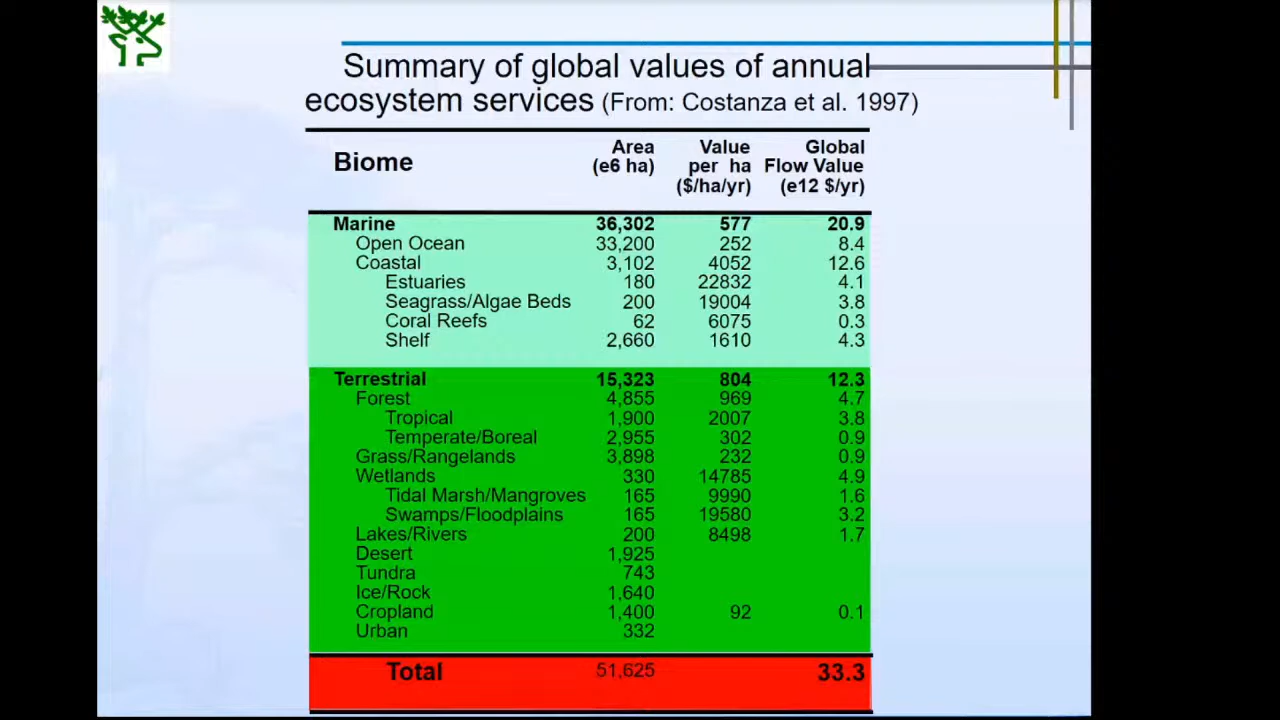 Summary of global values of annual
ecosystem services (From: Costanza et al. 1997)
Biome Area (e6 ha) Value per ha ($/ha/yr) Global Flow Value (e12 $/yr)
Marine 36,302 577 20.9
Open Ocean 33,200 252 8.4
Coastal 3,102 4052 12.6
Estuaries 180 22832 4.1
Seagrass/Algae Beds 200 19004 3.8
Coral Reefs 62 6075 0.3
Shelf 2,660 1610 4.3
Terrestrial 15,323 804 12.3
Forest 4,855 969 4.7
Tropical 1,900 2007 3.8
Temperate/Boreal 2,955 302 0.9
Grass/Rangelands 3,898 232 0.9
Wetlands 330 14785 4.9
Tidal Marsh/Mangroves 165 9990 1.6
Swamps/Floodplains 165 19580 3.2
Lakes/Rivers 200 8498 1.7
Desert 1,925
Tundra 743
Ice/Rock 1,640
Cropland 1,400 92 0.1
Urban 332
Total 51,625 33.3